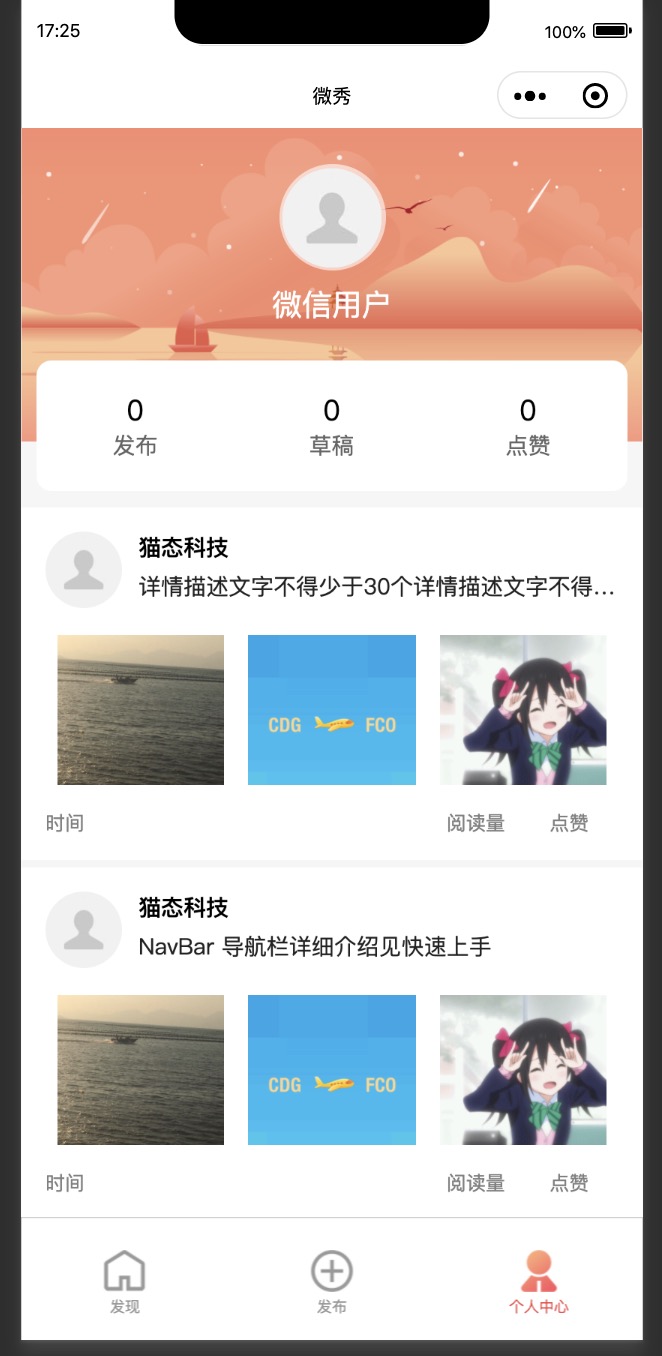 17:25
100%
微秀
微信用户
0 0 0
发布 草稿 点赞
猫态科技
详情描述文字不得少于30个详情描述文字不得...
CDG FCO
时间 阅读量 点赞
猫态科技
NavBar 导航栏详细介绍见快速上手
CDG FCO
时间 阅读量 点赞
发现 发布 个人中心